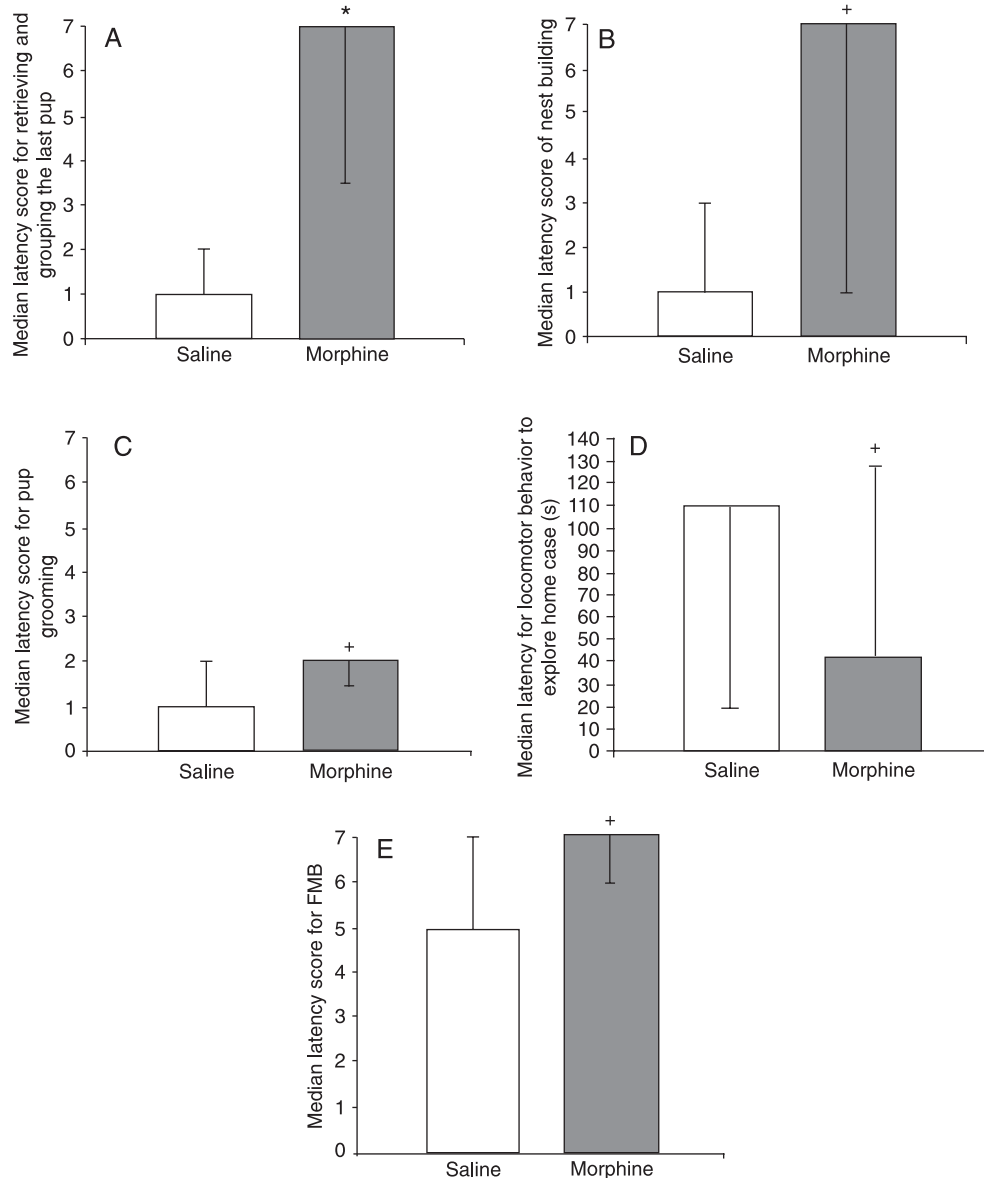 A
*
Median latency score for retrieving and
grouping the last pup
7
6
5
4
3
2
1
0
Saline
Morphine
B
+
Median latency score of nest building
7
6
5
4
3
2
1
0
Saline
Morphine
C
+
Median latency score for pup
grooming
7
6
5
4
3
2
1
0
Saline
Morphine
D
+
Median latency for locomotor behavior to
explore home case (s)
140
130
120
110
100
90
80
70
60
50
40
30
20
10
0
Saline
Morphine
E
+
Median latency score for FMB
7
6
5
4
3
2
1
0
Saline
Morphine